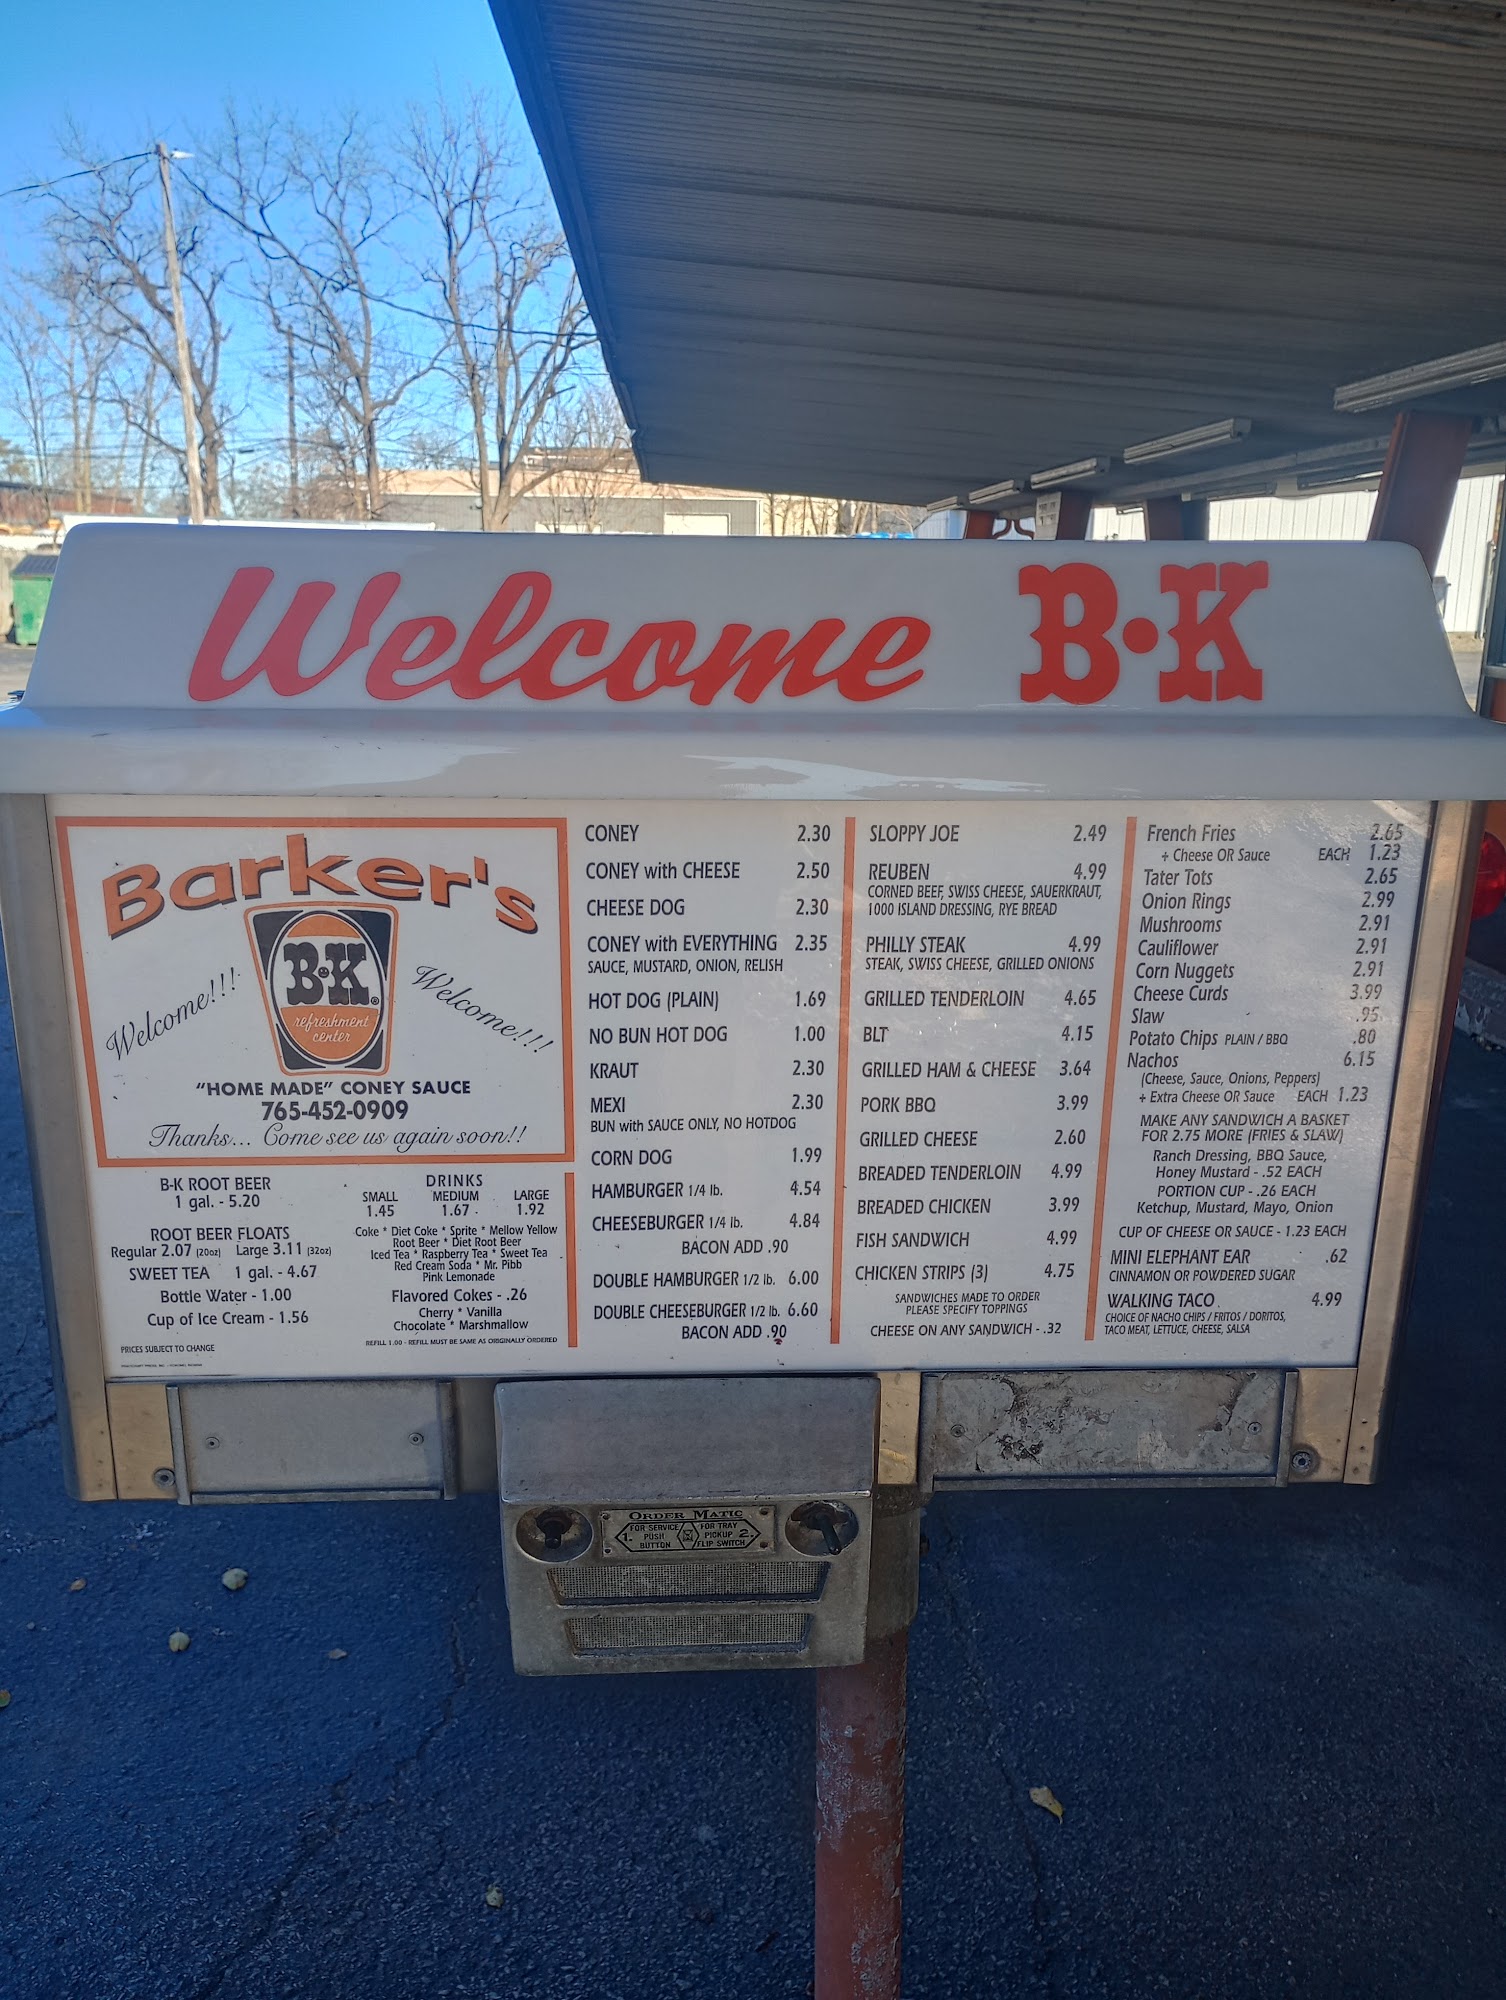 Welcome B•K
Barker's
Welcome!!!
B•K
refreshment
center
Welcome!!!
"HOME MADE" CONEY SAUCE
765-452-0909
Thanks... Come see us again soon!!
B-K ROOT BEER
1 gal. - 5.20
ROOT BEER FLOATS
Regular 2.07 (20oz) Large 3.11 (32oz)
SWEET TEA 1 gal. - 4.67
Bottle Water - 1.00
Cup of Ice Cream - 1.56
PRICES SUBJECT TO CHANGE
DRINKS
SMALL MEDIUM LARGE
1.45 1.67 1.92
Coke * Diet Coke * Sprite * Mellow Yellow
Root Beer * Diet Root Beer
Iced Tea * Raspberry Tea * Sweet Tea
Red Cream Soda * Mr. Pibb
Pink Lemonade
Flavored Cokes - .26
Cherry * Vanilla
Chocolate * Marshmallow
REFILL 1.00 - REFILL MUST BE SAME AS ORIGINALLY ORDERED
CONEY 2.30
CONEY with CHEESE 2.50
CHEESE DOG 2.30
CONEY with EVERYTHING 2.35
SAUCE, MUSTARD, ONION, RELISH
HOT DOG (PLAIN) 1.69
NO BUN HOT DOG 1.00
KRAUT 2.30
MEXI 2.30
BUN with SAUCE ONLY, NO HOTDOG
CORN DOG 1.99
HAMBURGER 1/4 lb. 4.54
CHEESEBURGER 1/4 lb. 4.84
BACON ADD .90
DOUBLE HAMBURGER 1/2 lb. 6.00
DOUBLE CHEESEBURGER 1/2 lb. 6.60
BACON ADD .90
SLOPPY JOE 2.49
REUBEN 4.99
CORNED BEEF, SWISS CHEESE, SAUERKRAUT,
1000 ISLAND DRESSING, RYE BREAD
PHILLY STEAK 4.99
STEAK, SWISS CHEESE, GRILLED ONIONS
GRILLED TENDERLOIN 4.65
BLT 4.15
GRILLED HAM & CHEESE 3.64
PORK BBQ 3.99
GRILLED CHEESE 2.60
BREADED TENDERLOIN 4.99
BREADED CHICKEN 3.99
FISH SANDWICH 4.99
CHICKEN STRIPS (3) 4.75
SANDWICHES MADE TO ORDER
PLEASE SPECIFY TOPPINGS
CHEESE ON ANY SANDWICH - .32
French Fries 2.65
+ Cheese OR Sauce EACH 1.23
Tater Tots 2.65
Onion Rings 2.99
Mushrooms 2.91
Cauliflower 2.91
Corn Nuggets 2.91
Cheese Curds 3.99
Slaw .95
Potato Chips PLAIN / BBQ .80
Nachos 6.15
(Cheese, Sauce, Onions, Peppers)
+ Extra Cheese OR Sauce EACH 1.23
MAKE ANY SANDWICH A BASKET
FOR 2.75 MORE (FRIES & SLAW)
Ranch Dressing, BBQ Sauce,
Honey Mustard - .52 EACH
PORTION CUP - .26 EACH
Ketchup, Mustard, Mayo, Onion
CUP OF CHEESE OR SAUCE - 1.23 EACH
MINI ELEPHANT EAR .62
CINNAMON OR POWDERED SUGAR
WALKING TACO 4.99
CHOICE OF NACHO CHIPS / FRITOS / DORITOS,
TACO MEAT, LETTUCE, CHEESE, SALSA
ORDER MATIC
1. FOR SERVICE PUSH BUTTON
FOR TRAY PICKUP 2. FLIP SWITCH